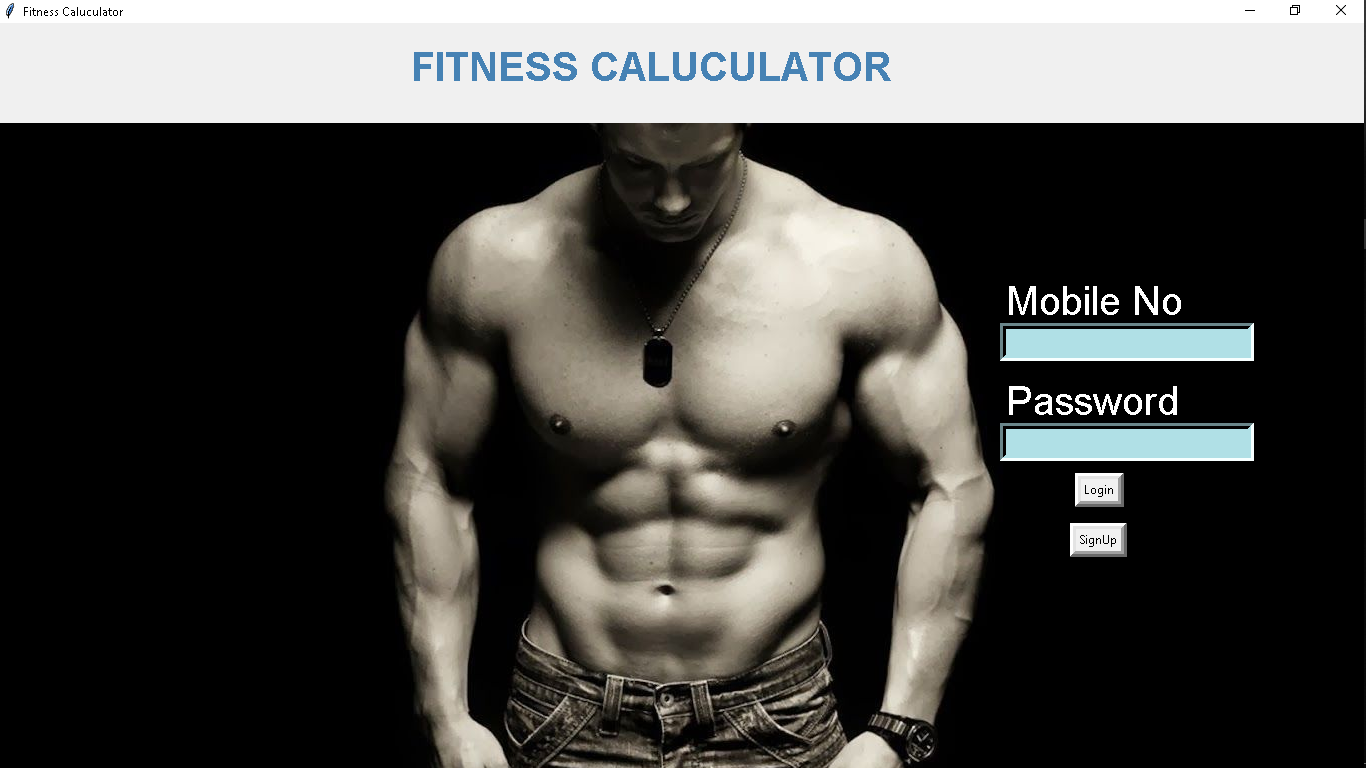 Fitness Caluculator
FITNESS CALUCULATOR
Mobile No
Password
Login
SignUp